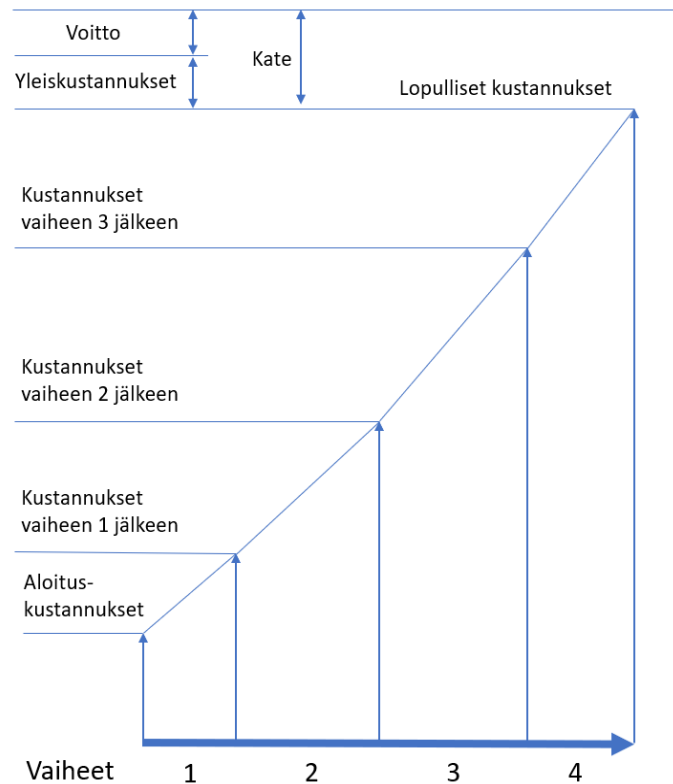 Voitto
Kate
Yleiskustannukset
Lopulliset kustannukset
Kustannukset
vaiheen 3 jälkeen
Kustannukset
vaiheen 2 jälkeen
Kustannukset
vaiheen 1 jälkeen
Aloitus-
kustannukset
Vaiheet 1 2 3 4